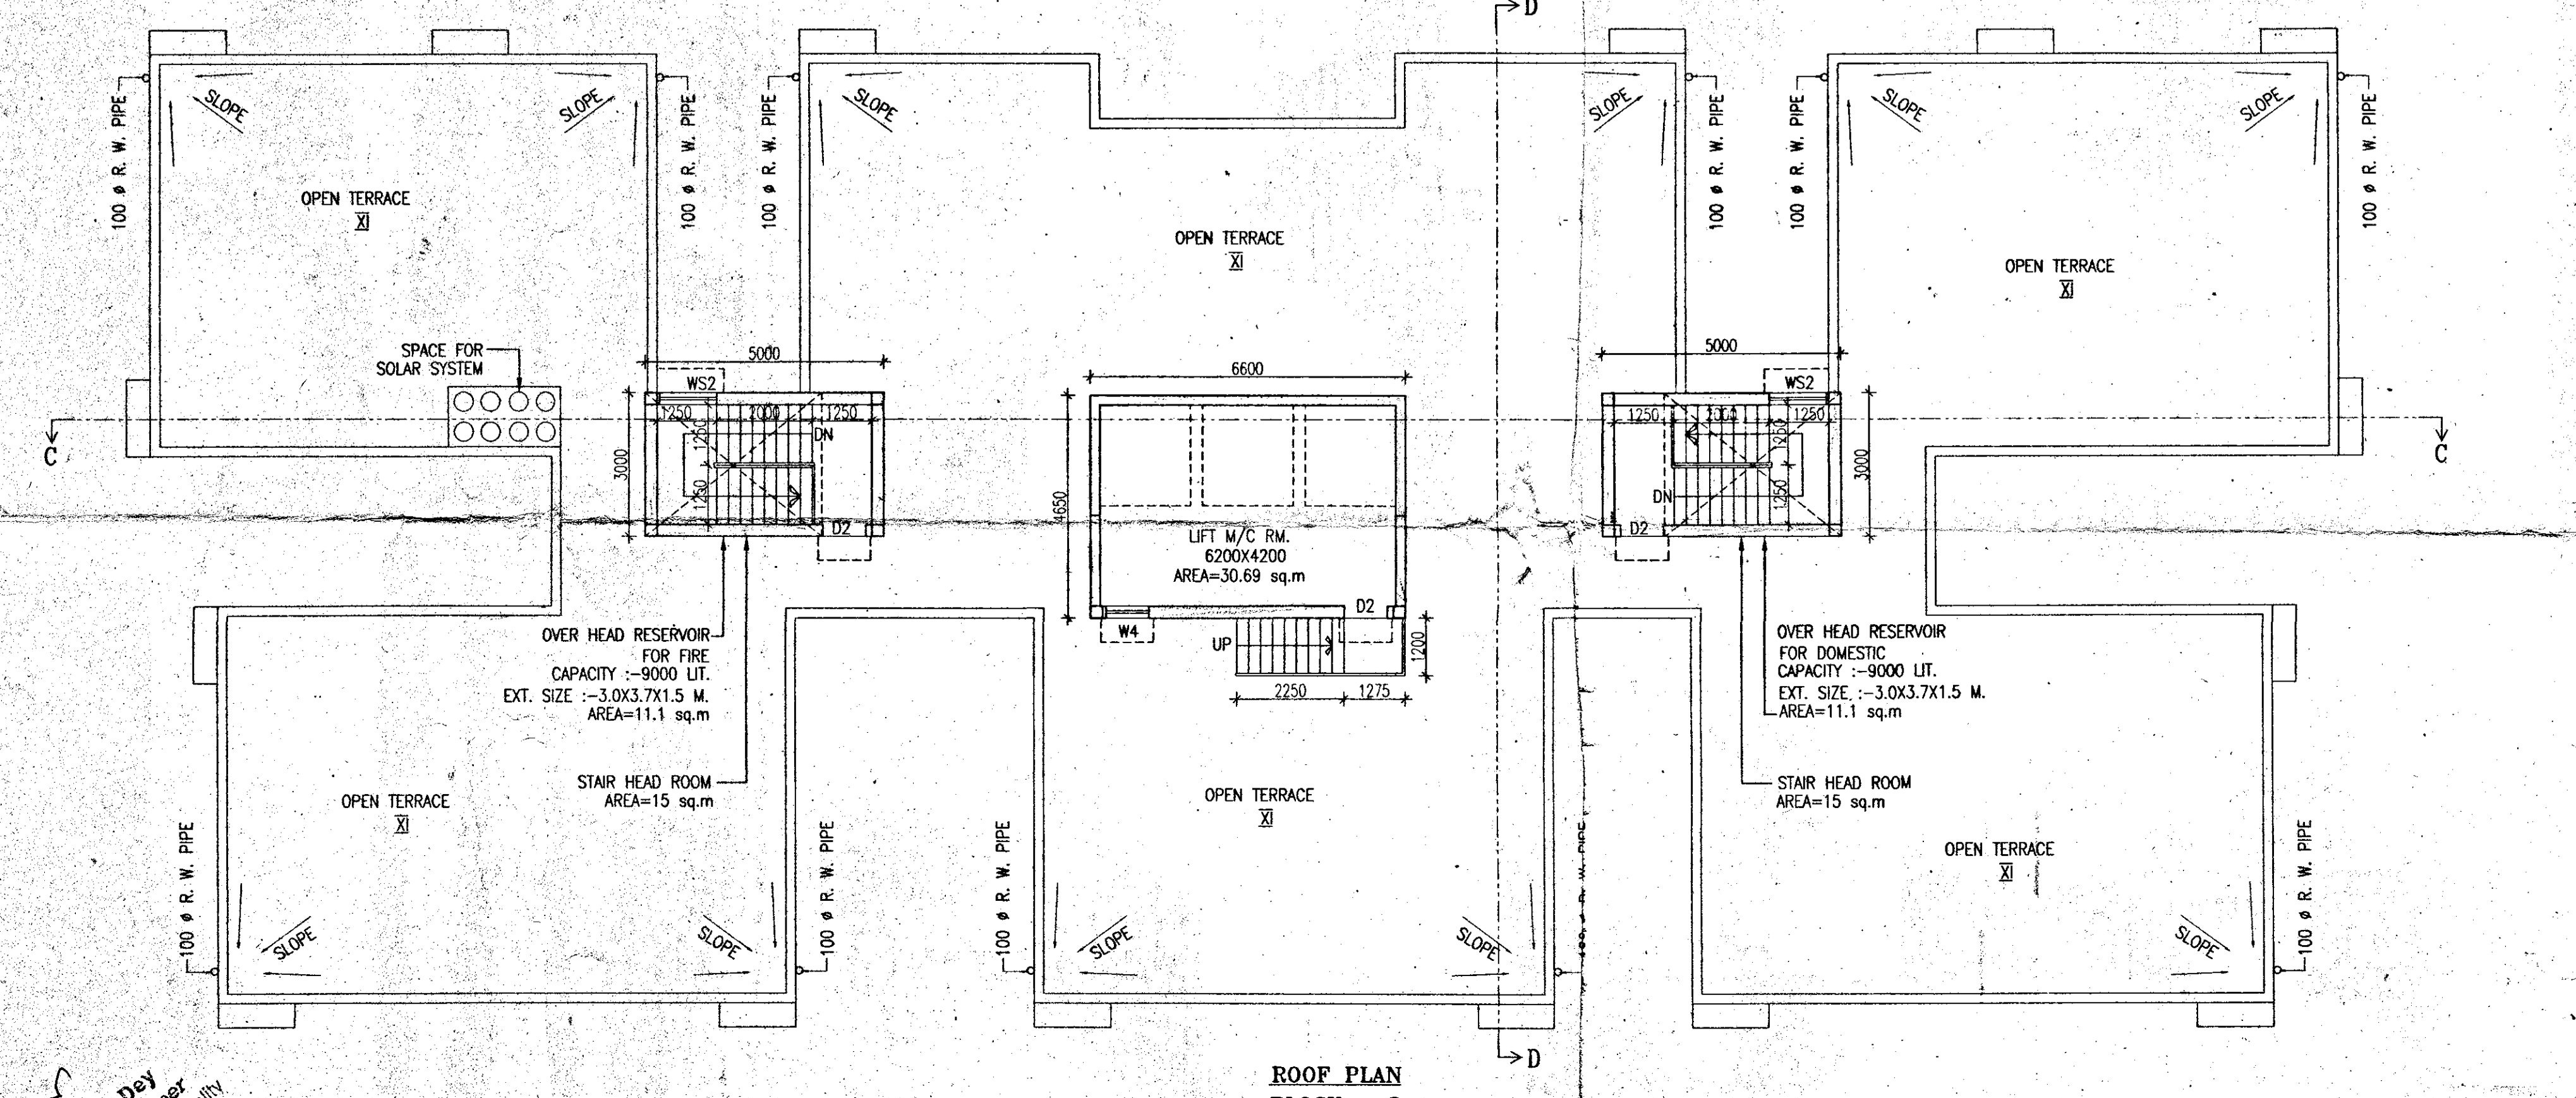 D
100 ø R. W. PIPE
SLOPE
SLOPE
100 ø R. W. PIPE
100 ø R. W. PIPE
SLOPE
SLOPE
100 ø R. W. PIPE
100 ø R. W. PIPE
SLOPE
SLOPE
100 ø R. W. PIPE
OPEN TERRACE
XI
OPEN TERRACE
XI
OPEN TERRACE
XI
SPACE FOR
SOLAR SYSTEM
5000
WS2
1250
2000
1250
DN
1250
1250
3000
D2
6600
4650
LIFT M/C RM.
6200X4200
AREA=30.69 sq.m
D2
W4
UP
1200
2250
1275
5000
WS2
1250
2000
1250
1250
DN
1250
3000
D2
C
C
OVER HEAD RESERVOIR
FOR FIRE
CAPACITY :-9000 LIT.
EXT. SIZE :-3.0X3.7X1.5 M.
AREA=11.1 sq.m
STAIR HEAD ROOM
AREA=15 sq.m
OVER HEAD RESERVOIR
FOR DOMESTIC
CAPACITY :-9000 LIT.
EXT. SIZE :-3.0X3.7X1.5 M.
AREA=11.1 sq.m
STAIR HEAD ROOM
AREA=15 sq.m
OPEN TERRACE
XI
OPEN TERRACE
XI
OPEN TERRACE
XI
100 ø R. W. PIPE
SLOPE
SLOPE
100 ø R. W. PIPE
100 ø R. W. PIPE
SLOPE
SLOPE
100 ø R. W. PIPE
SLOPE
100 ø R. W. PIPE
D
ROOF PLAN
Dey